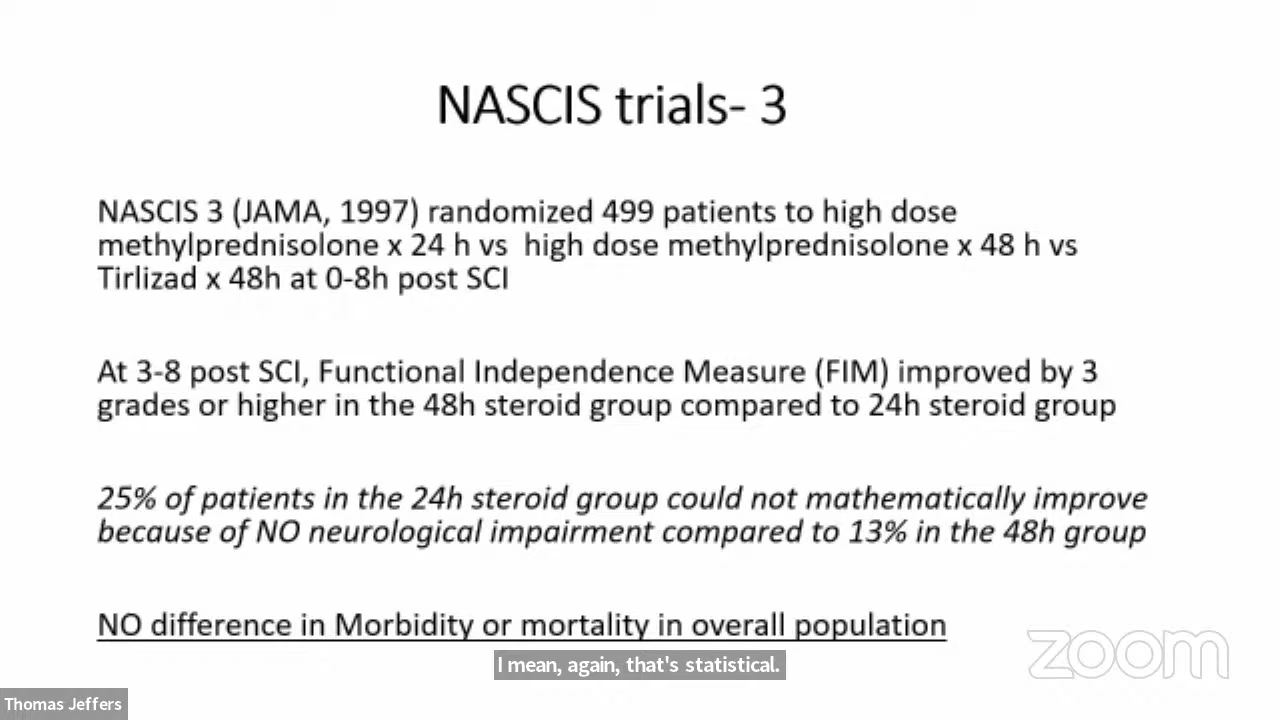 NASCIS trials- 3
NASCIS 3 (JAMA, 1997) randomized 499 patients to high dose
methylprednisolone x 24 h vs  high dose methylprednisolone x 48 h vs
Tirlizad x 48h at 0-8h post SCI
At 3-8 post SCI, Functional Independence Measure (FIM) improved by 3
grades or higher in the 48h steroid group compared to 24h steroid group
25% of patients in the 24h steroid group could not mathematically improve
because of NO neurological impairment compared to 13% in the 48h group
NO difference in Morbidity or mortality in overall population
zoom
I mean, again, that's statistical.
Thomas Jeffers